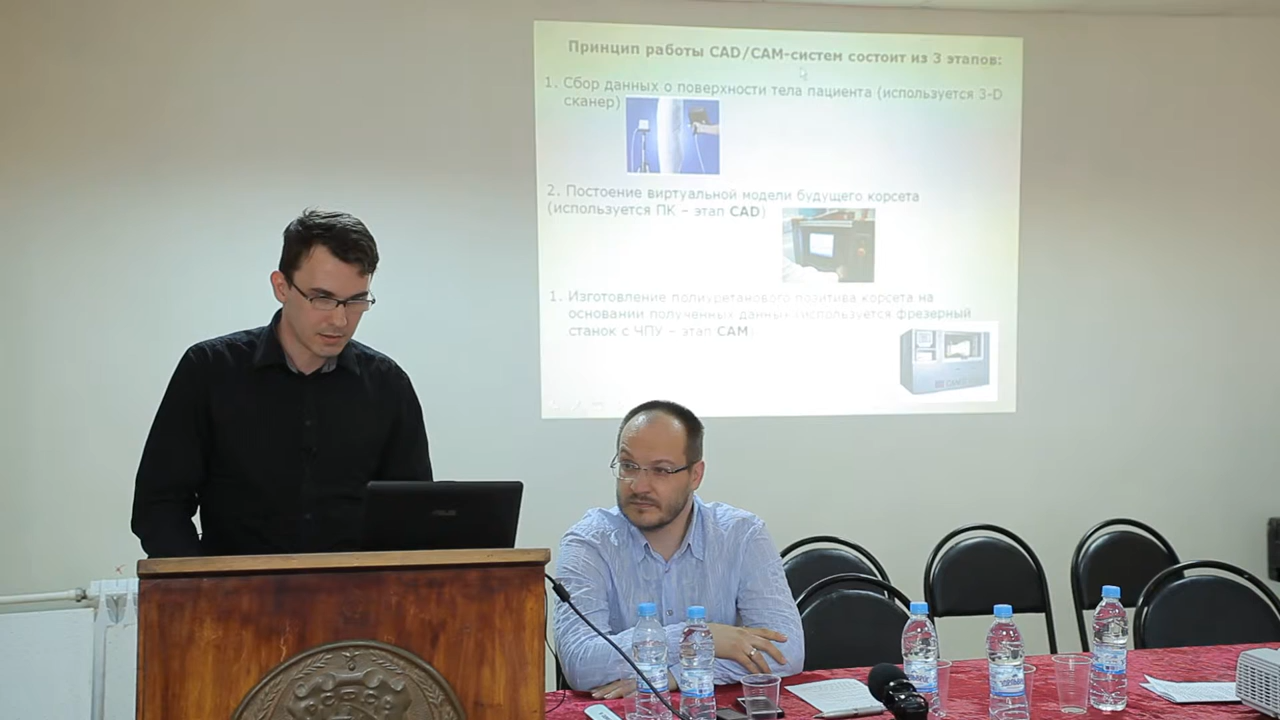 Принцип работы CAD/CAM-систем состоит из 3 этапов:
1. Сбор данных о поверхности тела пациента (используется 3-D
сканер)
2. Постоение виртуальной модели будущего корсета
(используется ПК – этап CAD)
1. Изготовление полиуретанового позитива корсета на
основании полученных данных (используется фрезерный
станок с ЧПУ – этап CAM)
ASUS